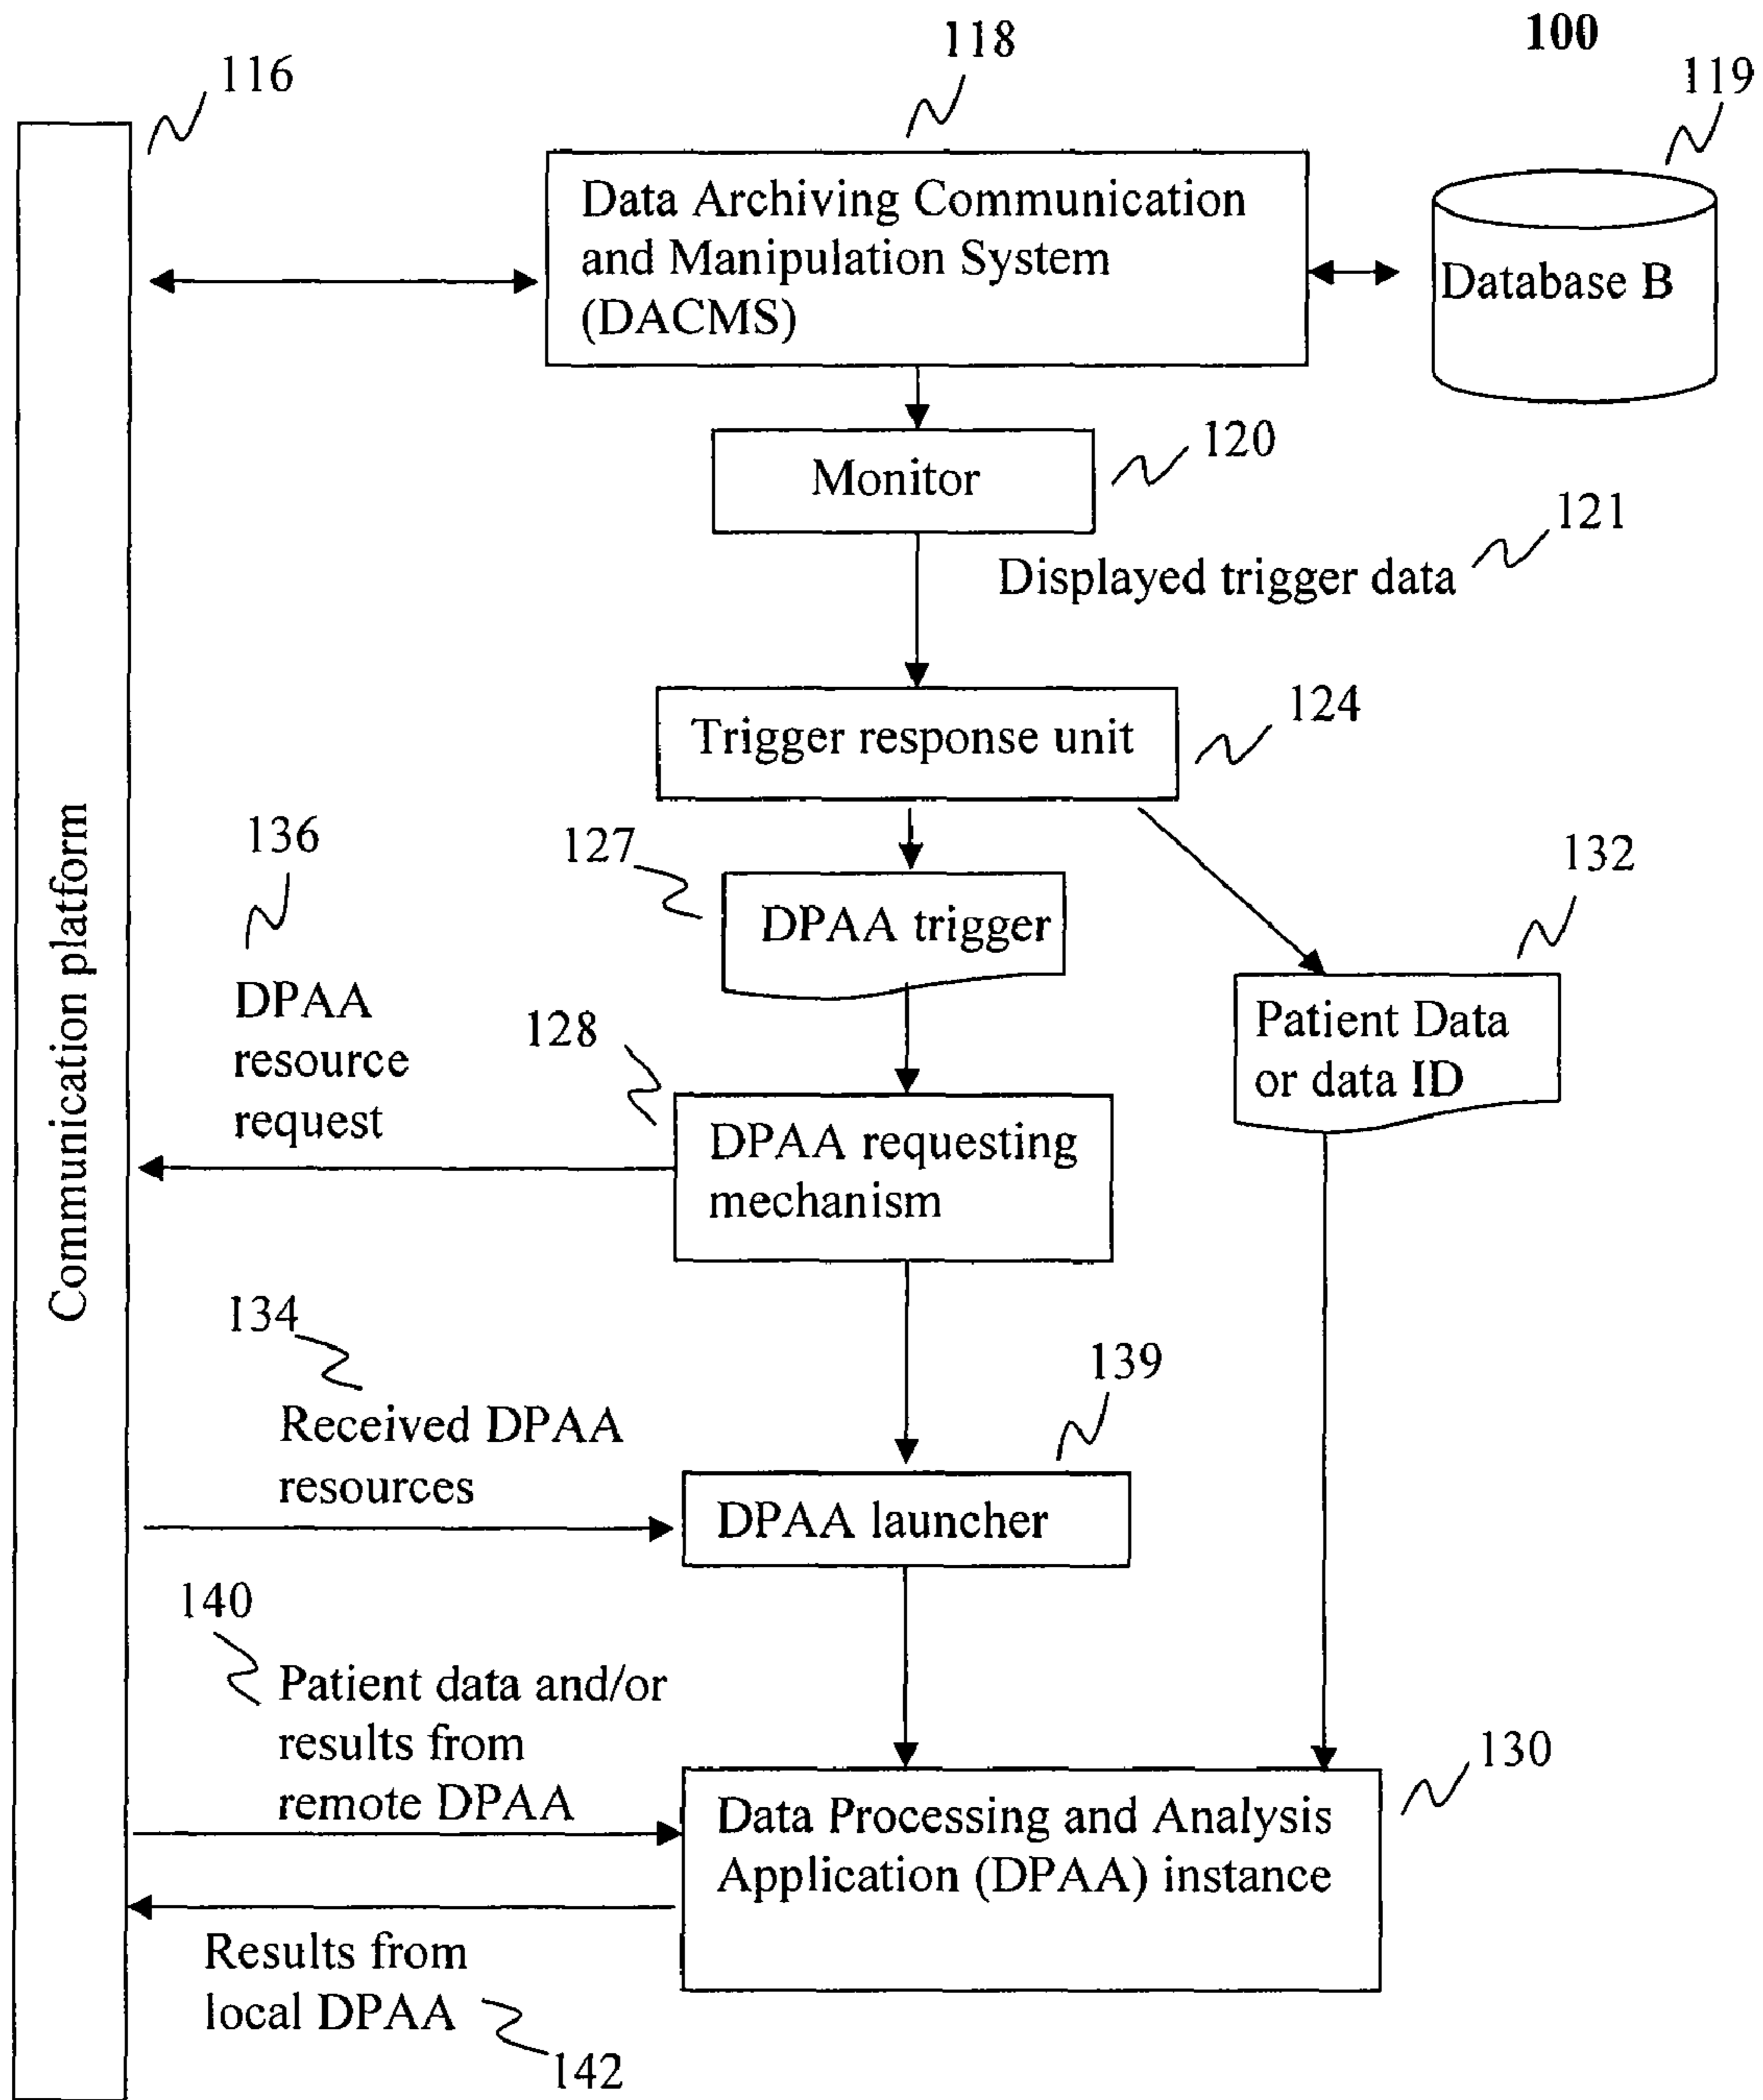 100
118
116
119
Data Archiving Communication
and Manipulation System
(DACMS)
Database B
120
Monitor
121
Displayed trigger data
124
Trigger response unit
Communication platform
136
127
132
DPAA trigger
DPAA
resource
request
Patient Data
or data ID
128
DPAA requesting
mechanism
134
139
Received DPAA
resources
DPAA launcher
140
Patient data and/or
results from
remote DPAA
130
Data Processing and Analysis
Application (DPAA) instance
Results from
local DPAA
142